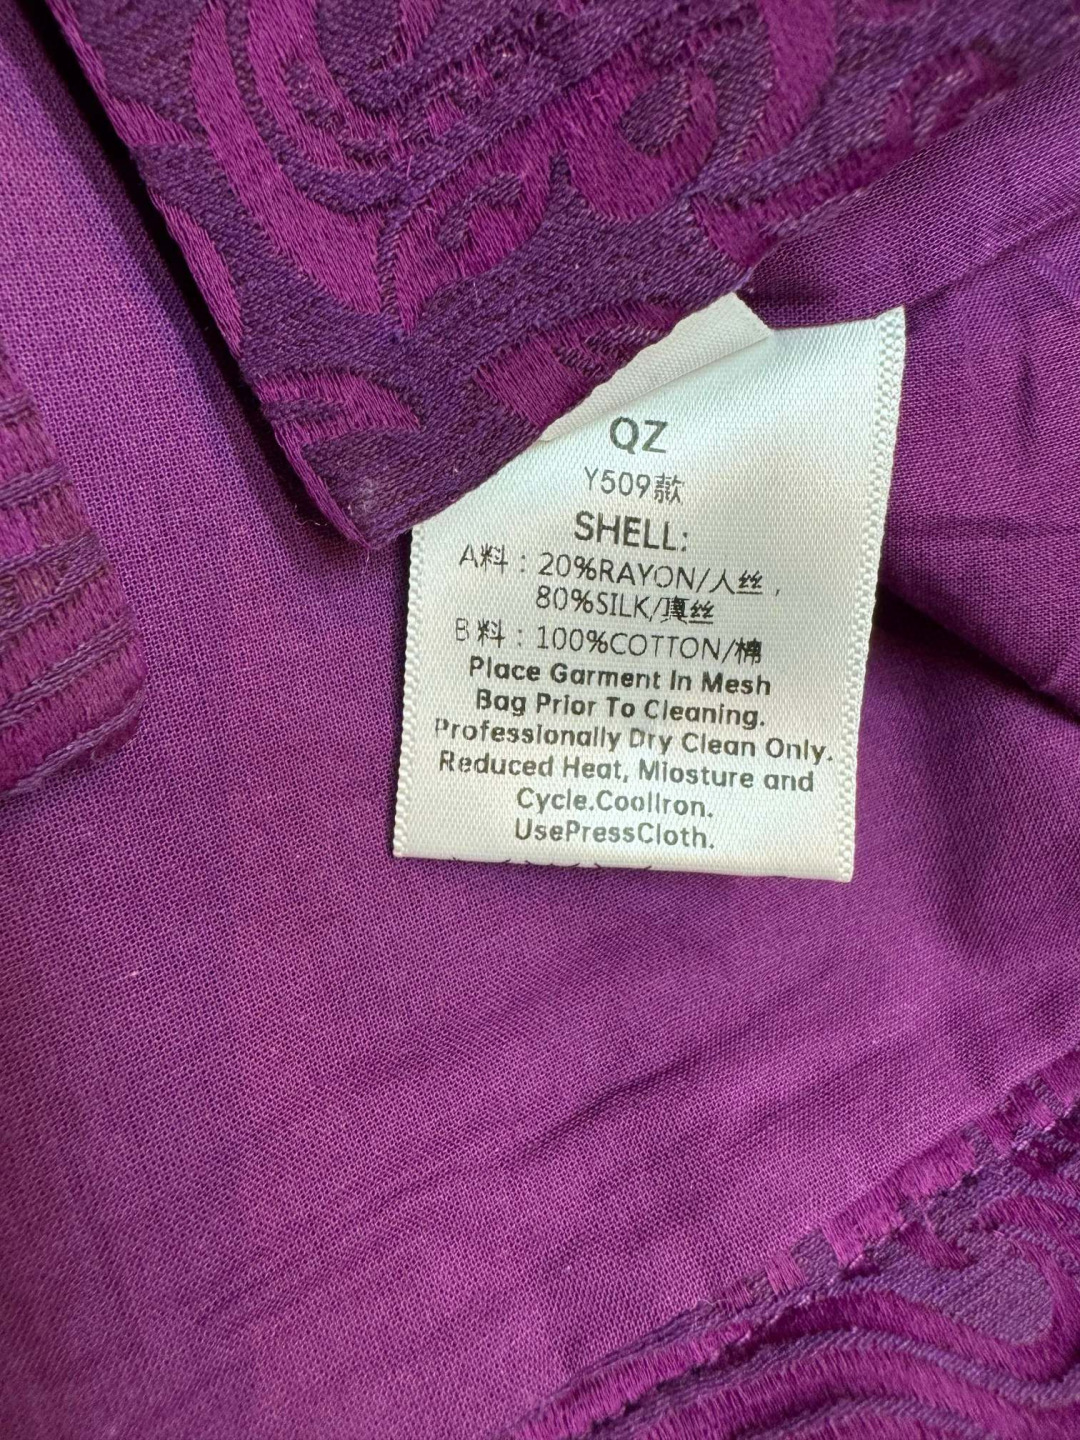 QZ
Y509款
SHELL:
A料：20%RAYON/人丝，
80%SILK/真丝
B料：100%COTTON/棉
Place Garment In Mesh
Bag Prior To Cleaning.
Professionally Dry Clean Only.
Reduced Heat, Miosture and
Cycle.CoolIron.
UsePressCloth.